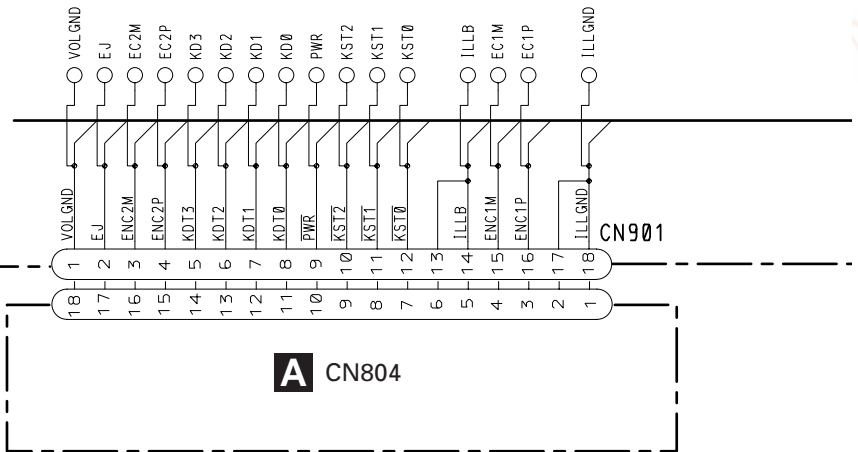 VOLGND EJ EC2M EC2P KD3 KD2 KD1 KD0 PWR KST2 KST1 KST0 ILLB EC1M EC1P ILLGND
VOLGND EJ ENC2M ENC2P KDT3 KDT2 KDT1 KDT0 PWR KST2 KST1 KST0 ILLB ENC1M ENC1P ILLGND
CN901
1 2 3 4 5 6 7 8 9 10 11 12 13 14 15 16 17 18
18 17 16 15 14 13 12 11 10 9 8 7 6 5 4 3 2 1
A CN804